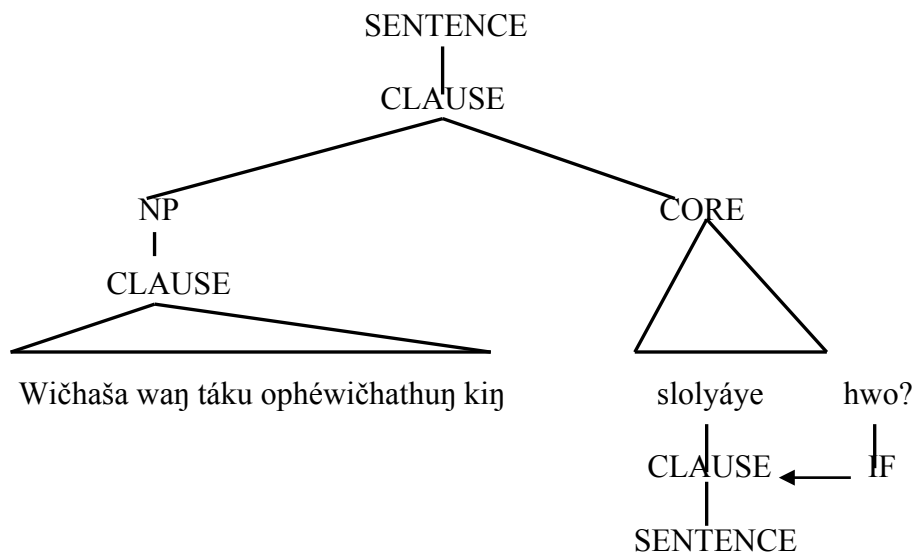 SENTENCE
CLAUSE
NP CORE
CLAUSE
Wičhaša waŋ táku ophéwičhathuŋ kiŋ slolyáye hwo?
CLAUSE IF
SENTENCE